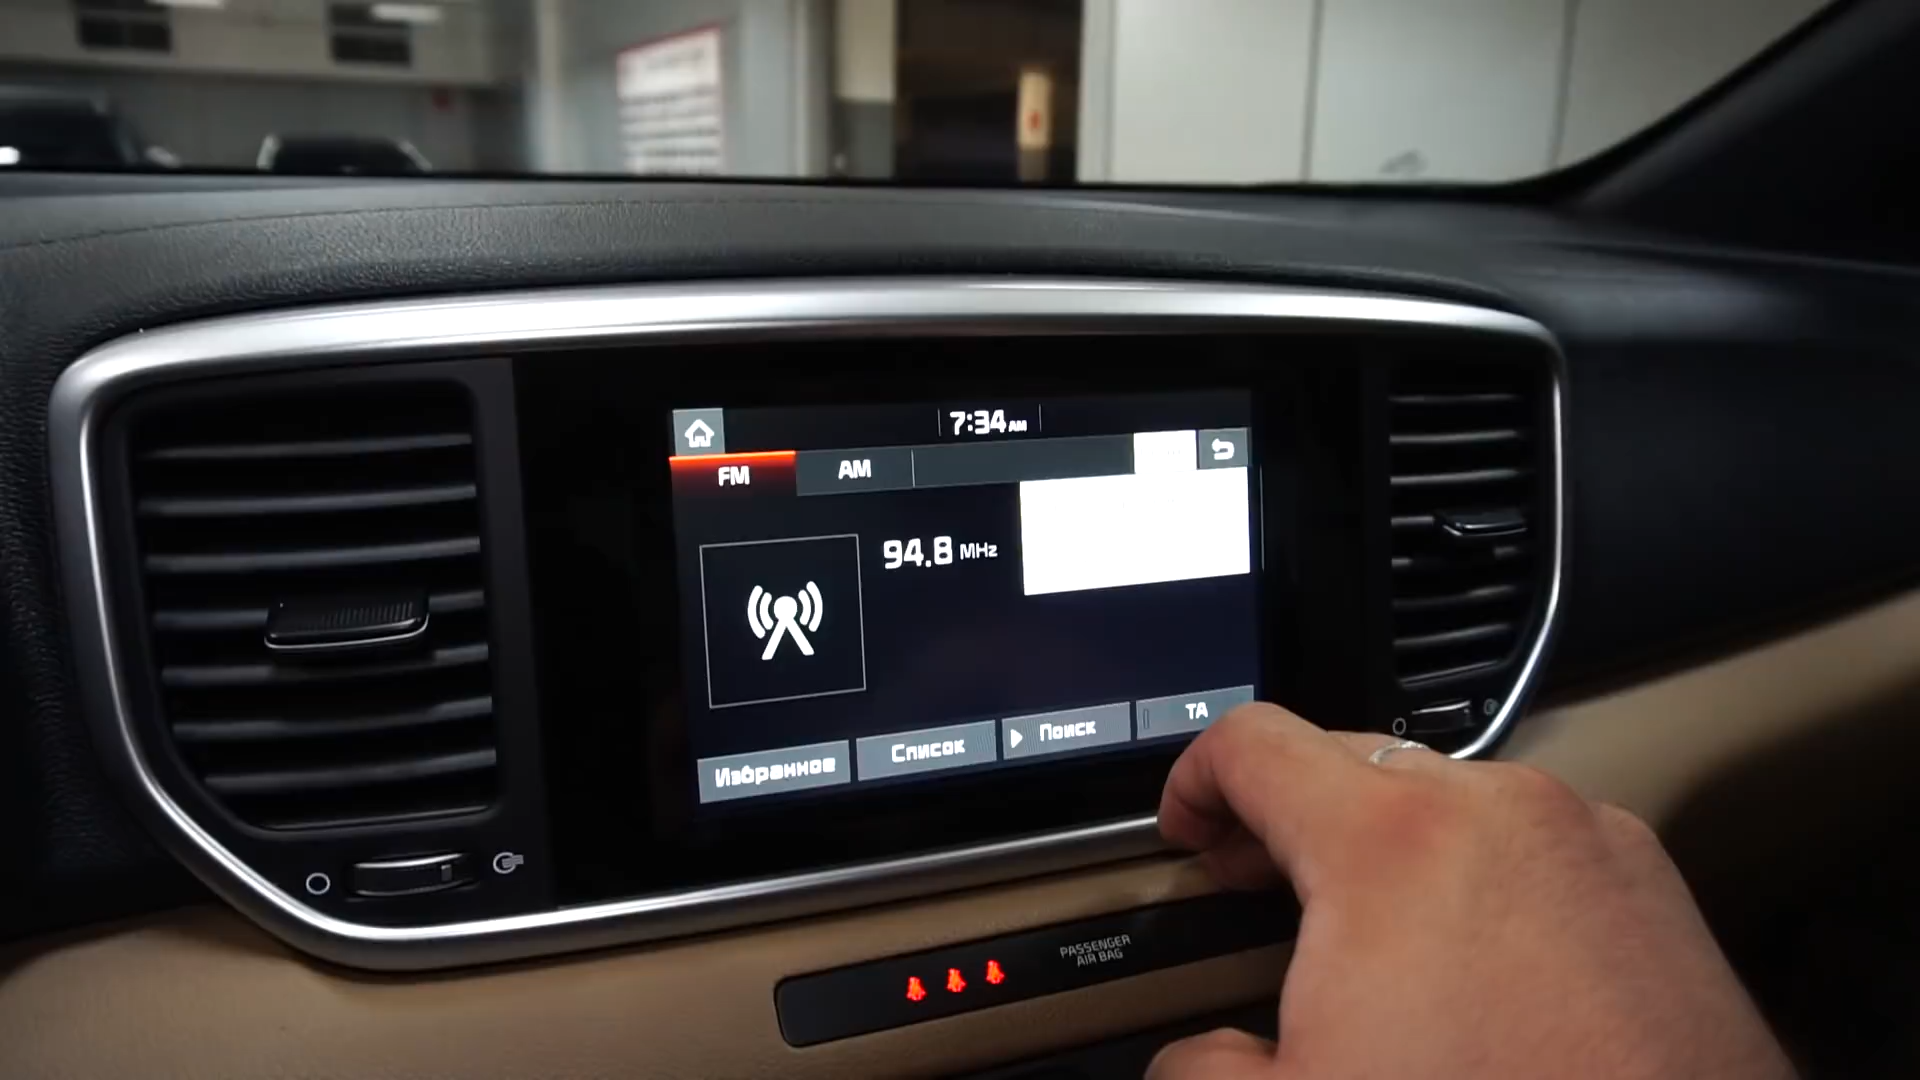 7:34 AM
FM
AM
94.8 MHz
Избранное
Список
Поиск
TA
PASSENGER
AIR BAG